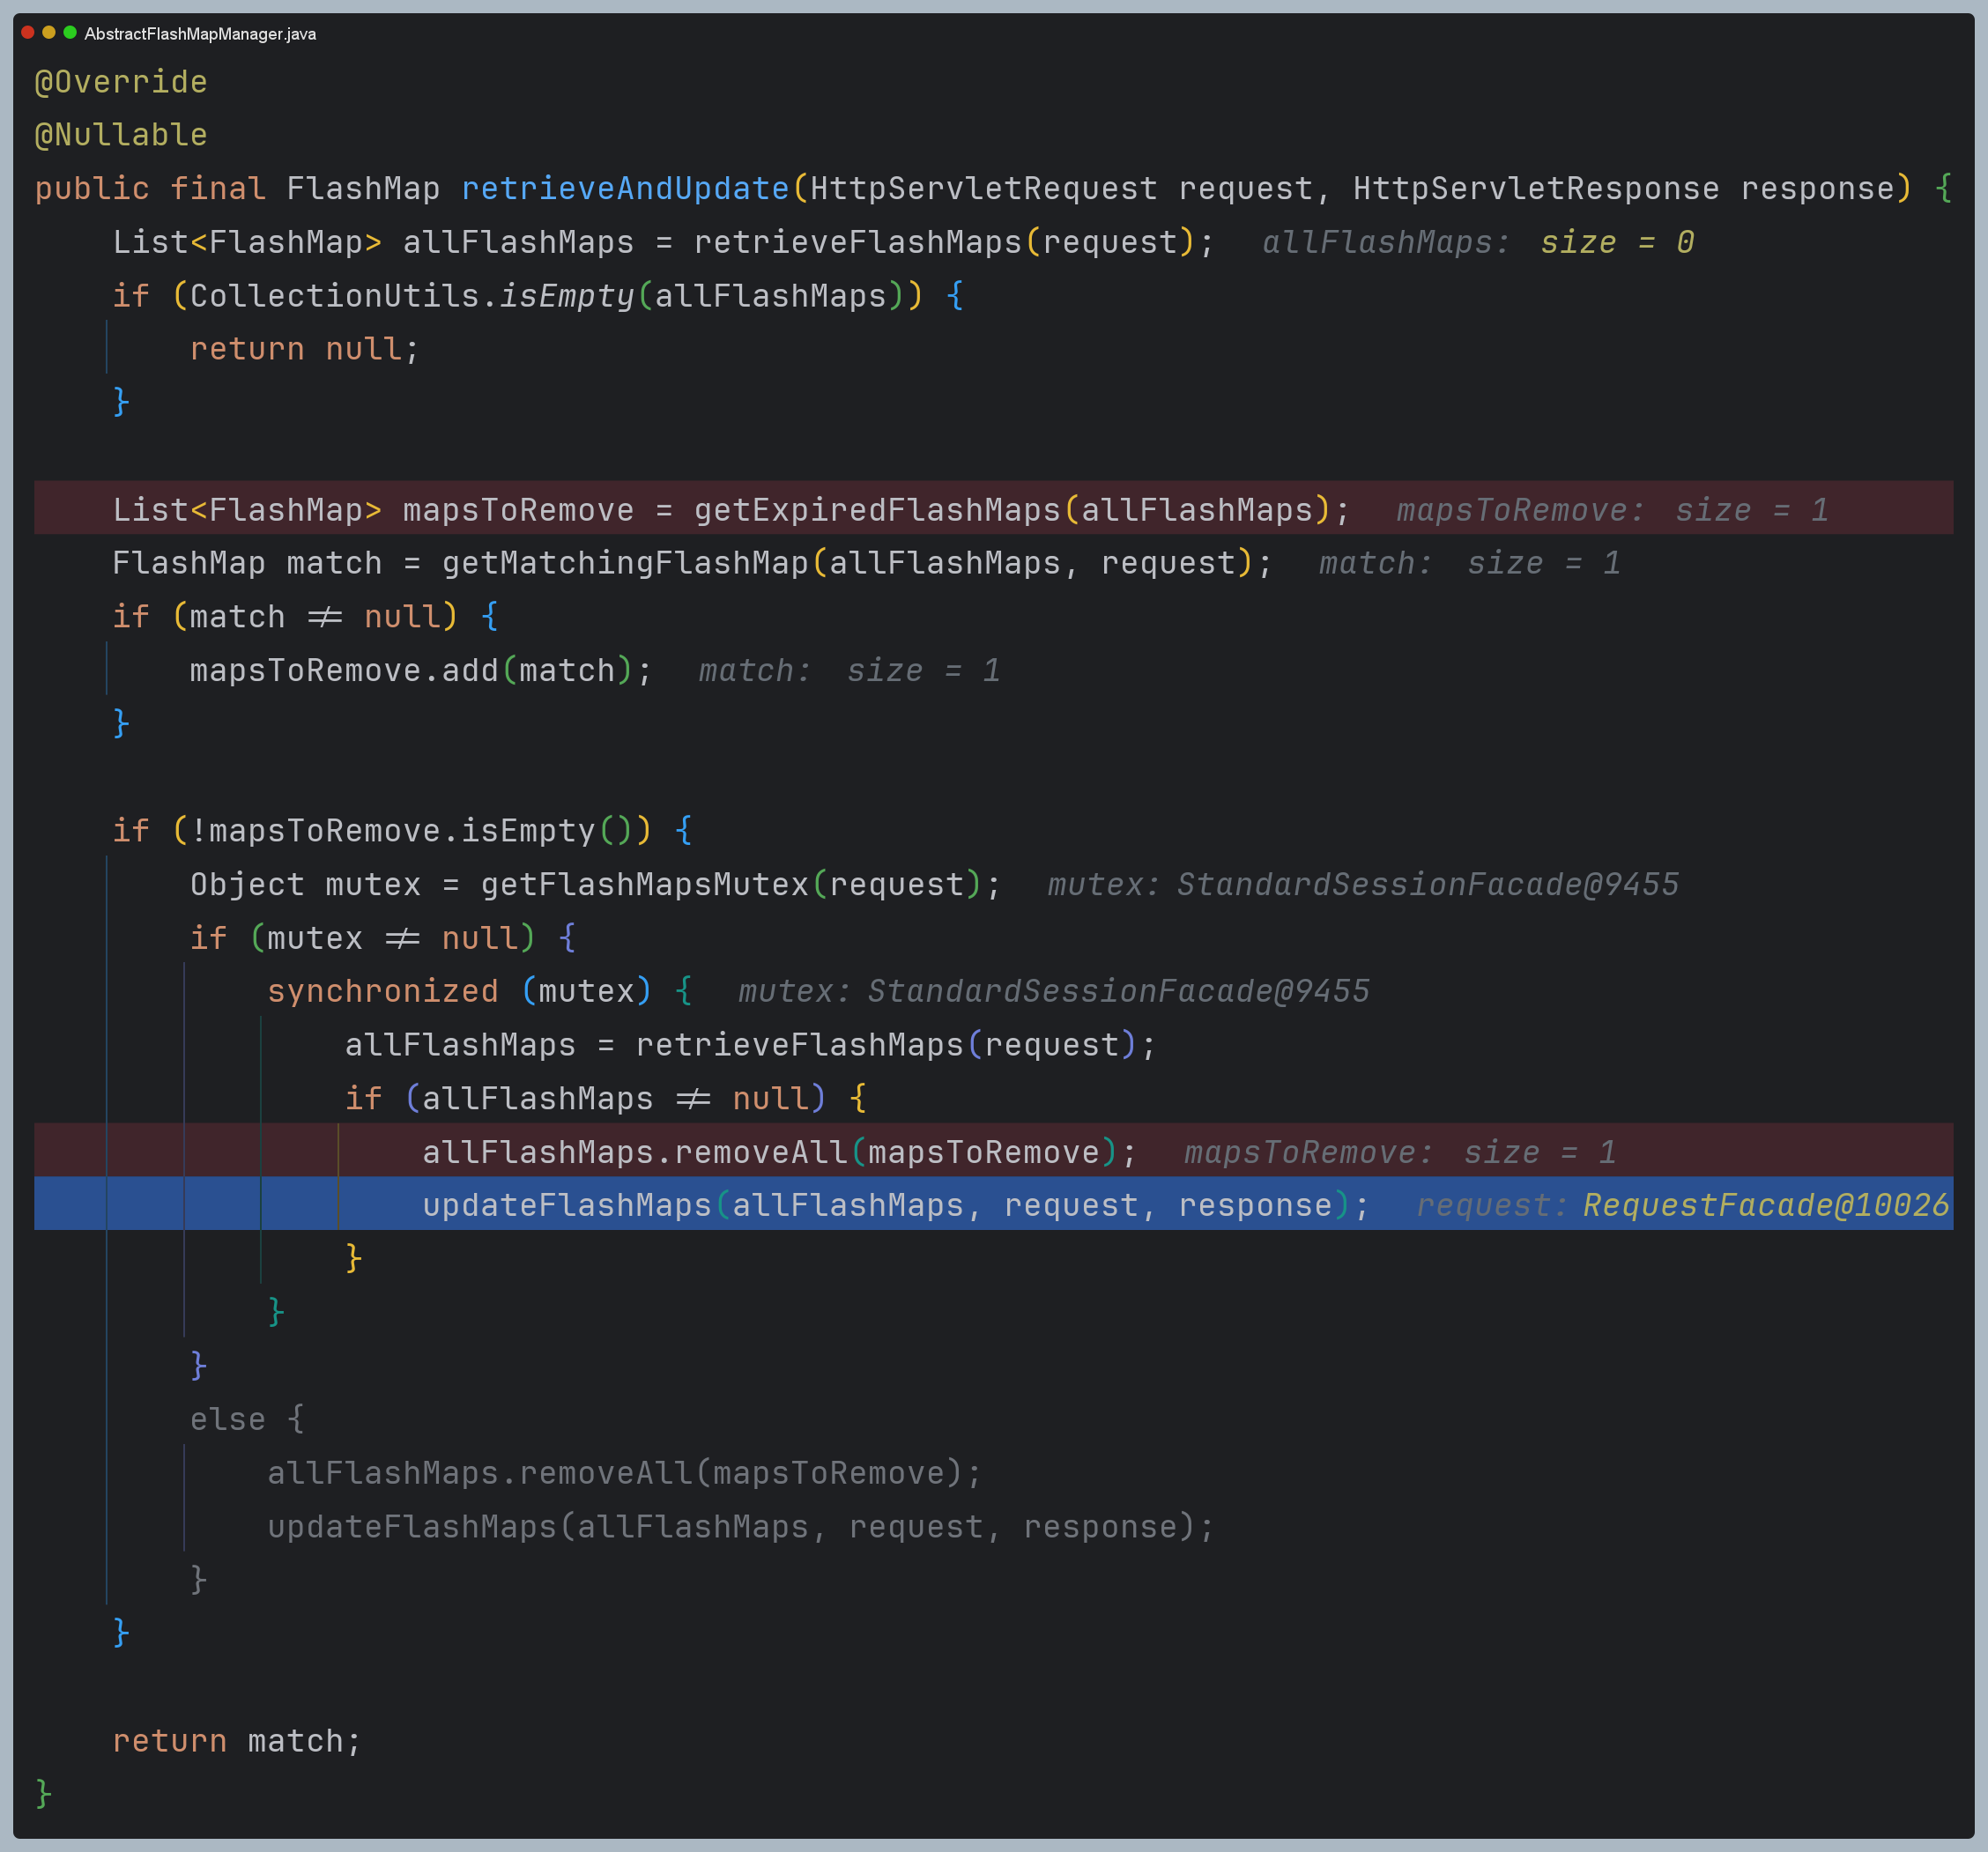 AbstractFlashMapManager.java
@Override
@Nullable
public final FlashMap retrieveAndUpdate(HttpServletRequest request, HttpServletResponse response) {
    List<FlashMap> allFlashMaps = retrieveFlashMaps(request);   allFlashMaps:  size = 0
    if (CollectionUtils.isEmpty(allFlashMaps)) {
        return null;
    }

    List<FlashMap> mapsToRemove = getExpiredFlashMaps(allFlashMaps);   mapsToRemove:  size = 1
    FlashMap match = getMatchingFlashMap(allFlashMaps, request);   match:  size = 1
    if (match ≠ null) {
        mapsToRemove.add(match);   match:  size = 1
    }

    if (!mapsToRemove.isEmpty()) {
        Object mutex = getFlashMapsMutex(request);   mutex: StandardSessionFacade@9455
        if (mutex ≠ null) {
            synchronized (mutex) {   mutex: StandardSessionFacade@9455
                allFlashMaps = retrieveFlashMaps(request);
                if (allFlashMaps ≠ null) {
                    allFlashMaps.removeAll(mapsToRemove);   mapsToRemove:  size = 1
                    updateFlashMaps(allFlashMaps, request, response);   request: RequestFacade@10026
                }
            }
        }
        else {
            allFlashMaps.removeAll(mapsToRemove);
            updateFlashMaps(allFlashMaps, request, response);
        }
    }

    return match;
}